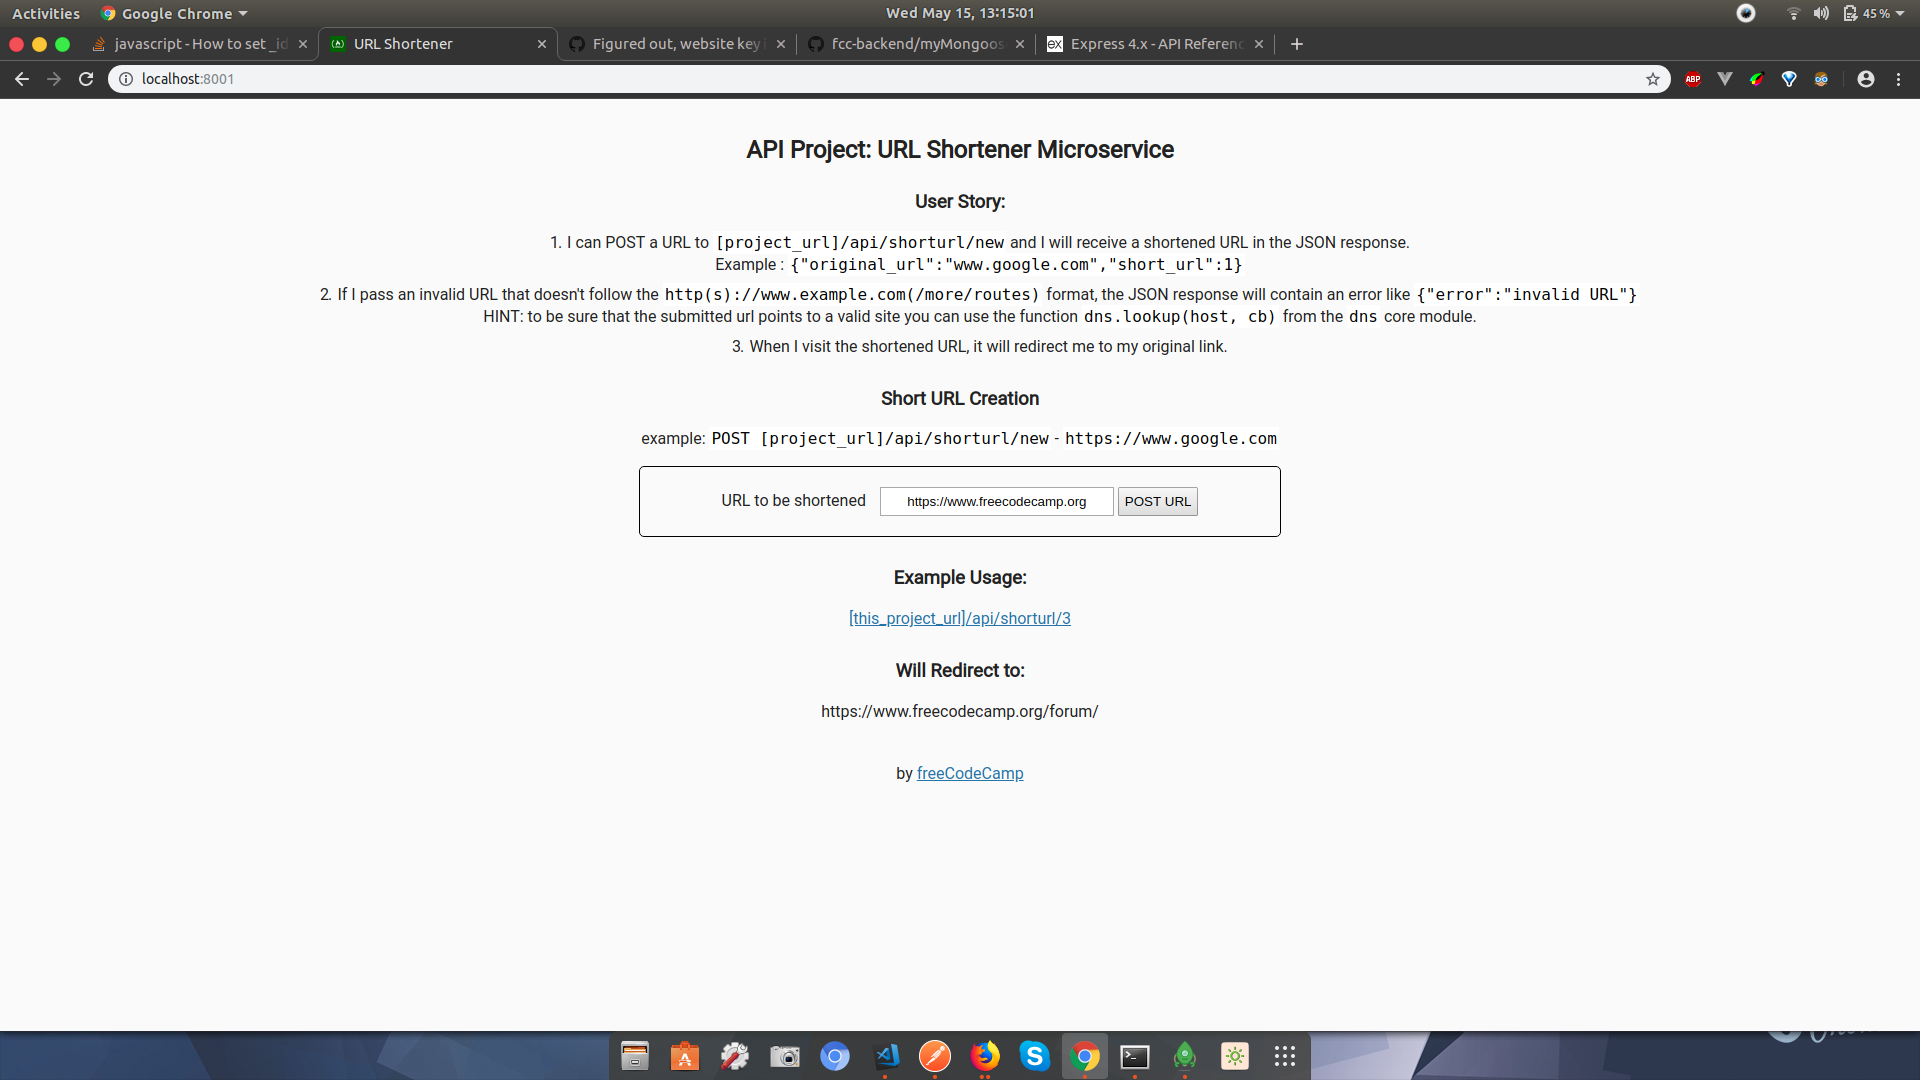 Activities Google Chrome Wed May 15, 13:15:01 45 %
javascript - How to set _id URL Shortener Figured out, website key fcc-backend/myMongoos Express 4.x - API Referenc
localhost:8001 ABP
API Project: URL Shortener Microservice
User Story:
1. I can POST a URL to [project_url]/api/shorturl/new and I will receive a shortened URL in the JSON response.
Example : {"original_url":"www.google.com","short_url":1}
2. If I pass an invalid URL that doesn't follow the http(s)://www.example.com(/more/routes) format, the JSON response will contain an error like {"error":"invalid URL"}
HINT: to be sure that the submitted url points to a valid site you can use the function dns.lookup(host, cb) from the dns core module.
3. When I visit the shortened URL, it will redirect me to my original link.
Short URL Creation
example: POST [project_url]/api/shorturl/new - https://www.google.com
URL to be shortened https://www.freecodecamp.org POST URL
Example Usage:
[this_project_url]/api/shorturl/3
Will Redirect to:
https://www.freecodecamp.org/forum/
by freeCodeCamp